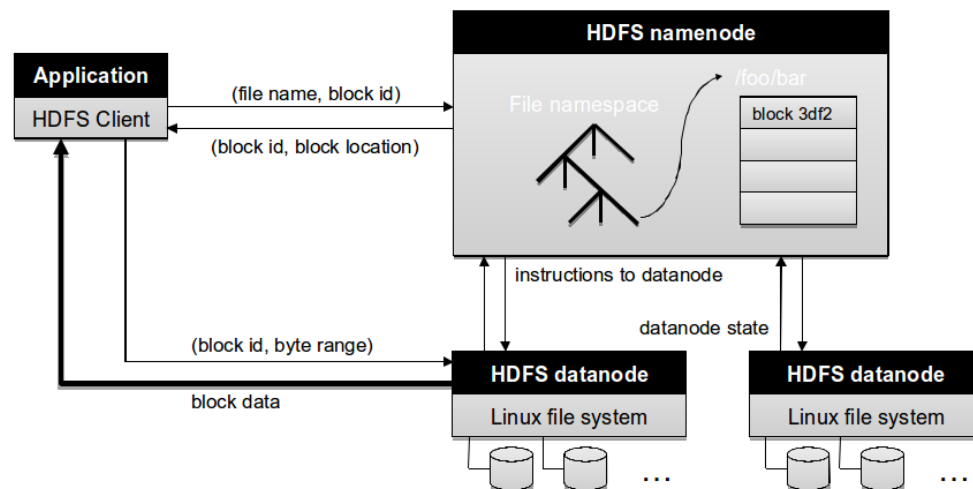 HDFS namenode
Application
HDFS Client
(file name, block id)
(block id, block location)
File namespace
/foo/bar
block 3df2
instructions to datanode
datanode state
(block id, byte range)
block data
HDFS datanode
Linux file system
...
HDFS datanode
Linux file system
...